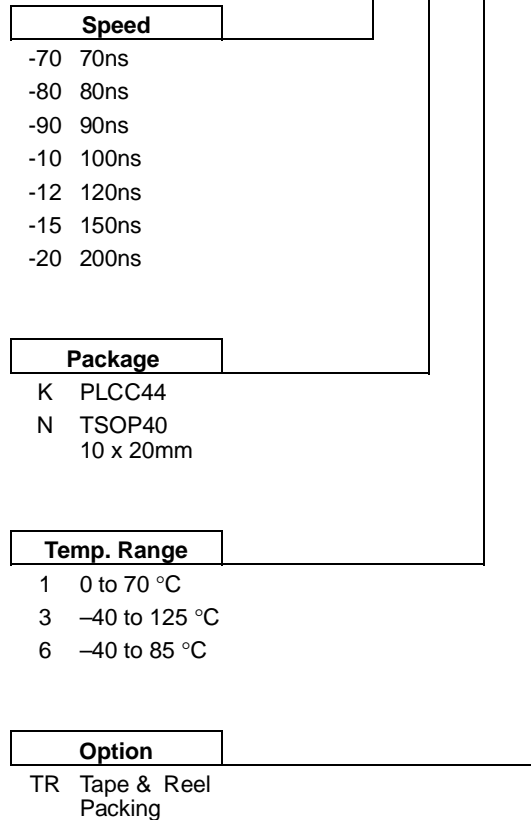 Speed
-70 70ns
-80 80ns
-90 90ns
-10 100ns
-12 120ns
-15 150ns
-20 200ns
Package
K PLCC44
N TSOP40
10 x 20mm
Temp. Range
1 0 to 70 °C
3 –40 to 125 °C
6 –40 to 85 °C
Option
TR Tape & Reel
Packing